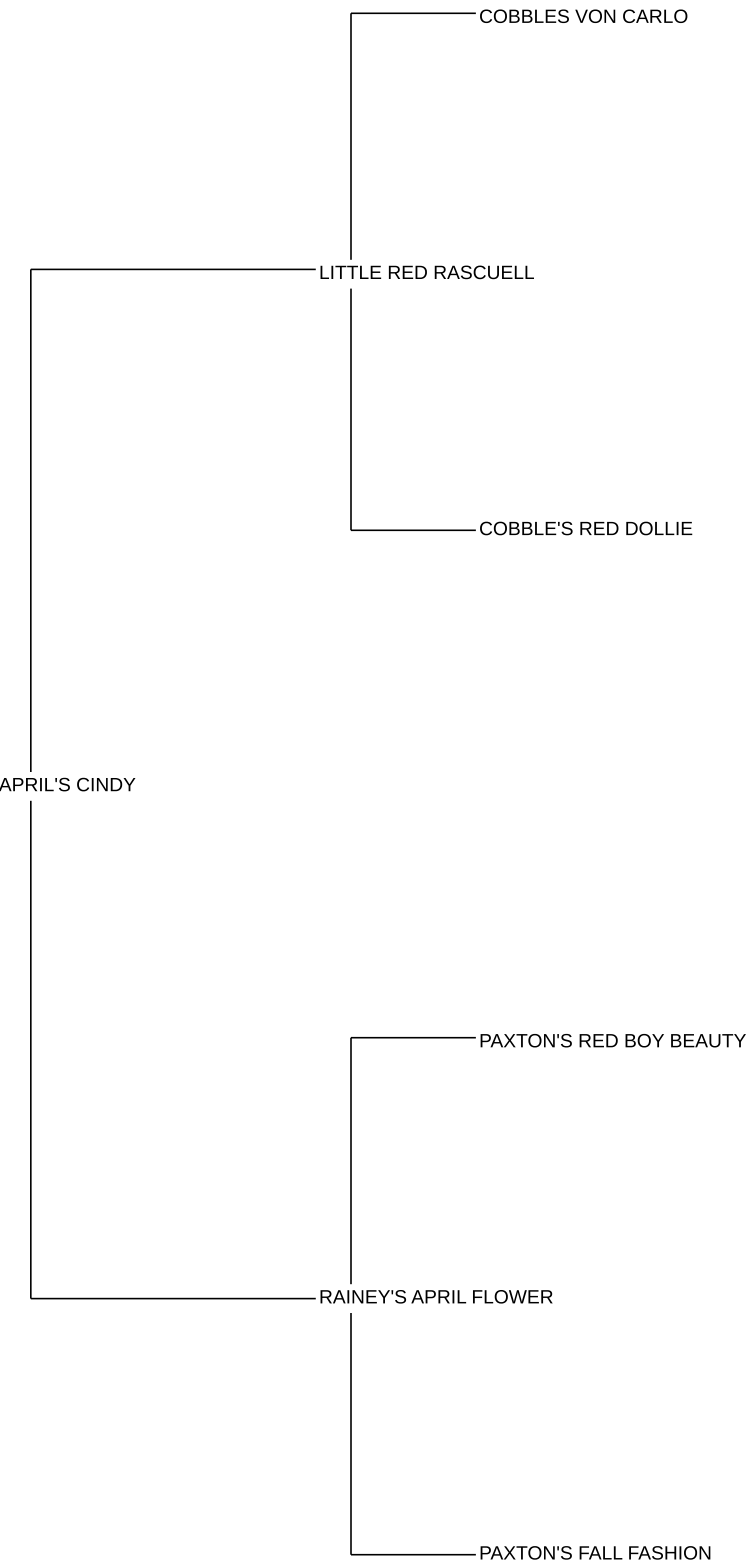 COBBLES VON CARLO
LITTLE RED RASCUELL
COBBLE'S RED DOLLIE
APRIL'S CINDY
PAXTON'S RED BOY BEAUTY
RAINEY'S APRIL FLOWER
PAXTON'S FALL FASHION